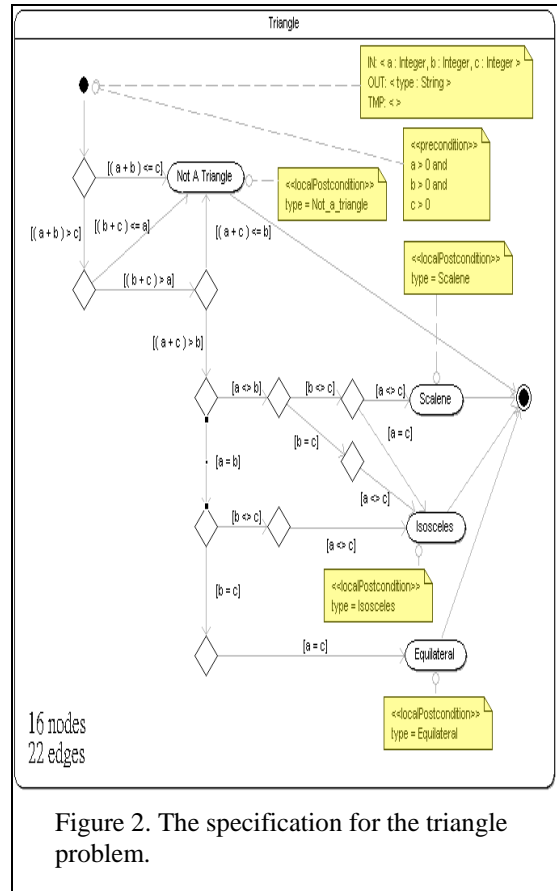 Triangle
IN: < a : Integer, b : Integer, c : Integer >
OUT: < type : String >
TMP: < >
<<precondition>>
a > 0 and
b > 0 and
c > 0
[( a + b ) <= c]
Not A Triangle
<<localPostcondition>>
type = Not_a_triangle
[( b + c ) <= a]
[( a + c ) <= b]
[( a + b ) > c]
[( b + c ) > a]
<<localPostcondition>>
type = Scalene
[( a + c ) > b]
[a <> b]
[b <> c]
[a <> c]
Scalene
[b = c]
[a = c]
[a = b]
[a <> c]
[b <> c]
[a <> c]
Isosceles
<<localPostcondition>>
type = Isosceles
[b = c]
[a = c]
Equilateral
<<localPostcondition>>
type = Equilateral
16 nodes
22 edges
Figure 2. The specification for the triangle
problem.